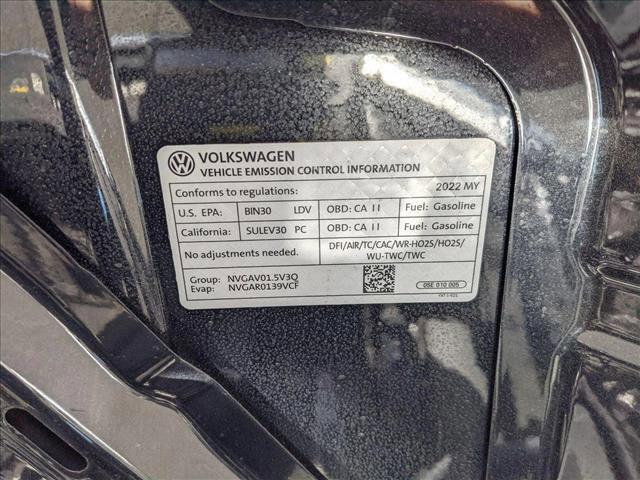 VOLKSWAGEN
VEHICLE EMISSION CONTROL INFORMATION
Conforms to regulations: 2022 MY
U.S. EPA: BIN30 LDV OBD: CA II Fuel: Gasoline
California: SULEV30 PC OBD: CA II Fuel: Gasoline
No adjustments needed. DFI/AIR/TC/CAC/WR-HO2S/HO2S/
WU-TWC/TWC
Group: NVGAV01.5V3Q
Evap: NVGAR0139VCF
05E 010 005